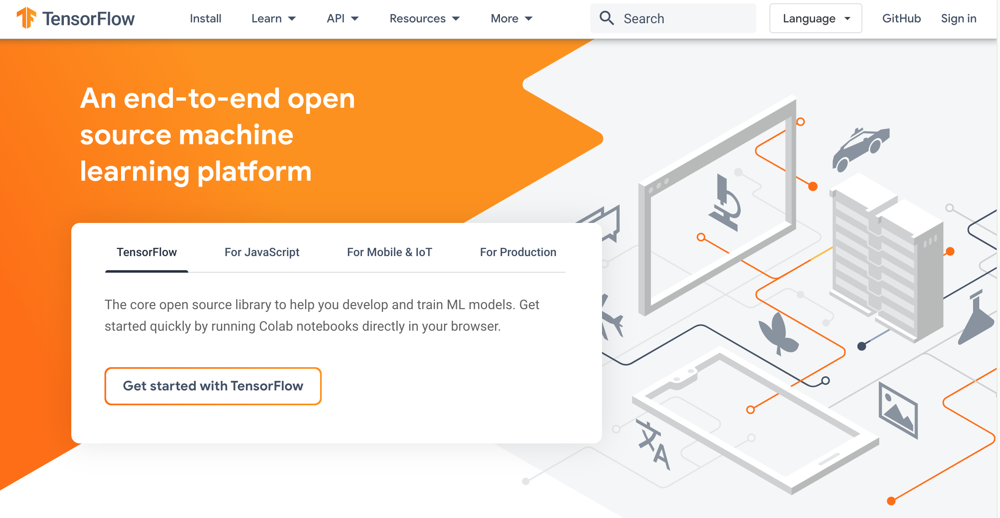 TensorFlow
Install
Learn
API
Resources
More
Search
Language
GitHub
Sign in
An end-to-end open
source machine
learning platform
TensorFlow
For JavaScript
For Mobile & IoT
For Production
The core open source library to help you develop and train ML models. Get
started quickly by running Colab notebooks directly in your browser.
Get started with TensorFlow
文A